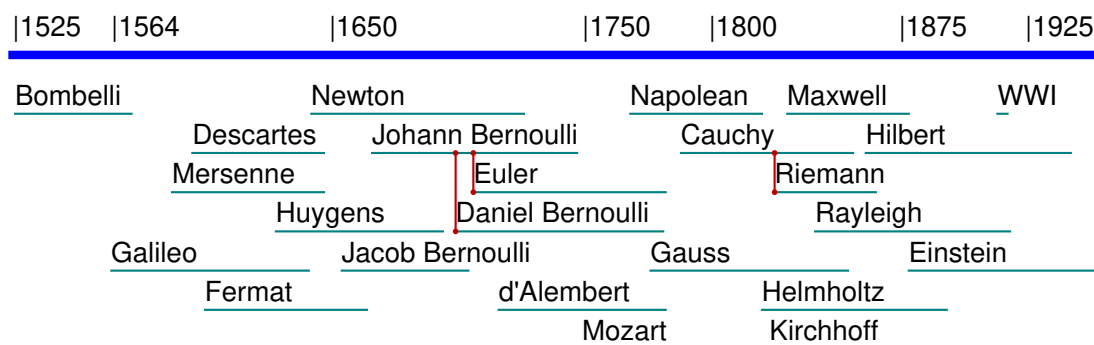 |1525 |1564 |1650 |1750 |1800 |1875 |1925
Bombelli Newton Napolean Maxwell WWI
Descartes Johann Bernoulli Cauchy Hilbert
Mersenne Euler Riemann
Huygens Daniel Bernoulli Rayleigh
Galileo Jacob Bernoulli Gauss Einstein
Fermat d'Alembert Helmholtz
Mozart Kirchhoff